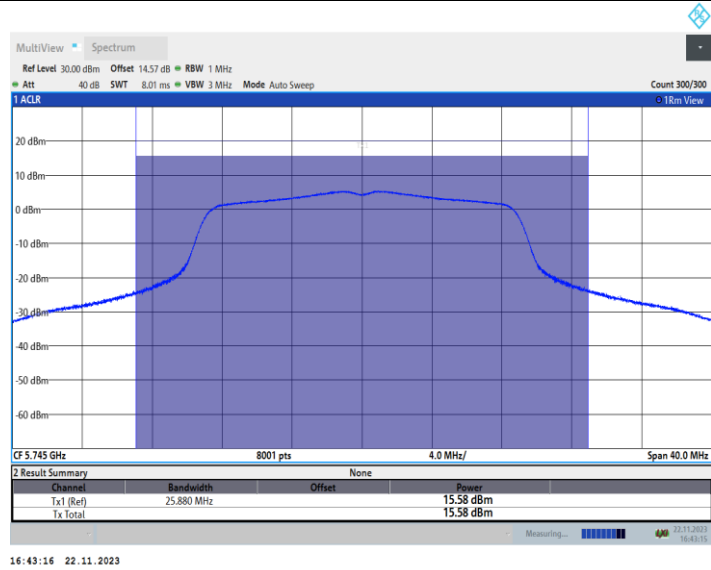 MultiView Spectrum
Ref Level 30.00 dBm Offset 14.57 dB RBW 1 MHz
Att 40 dB SWT 8.01 ms VBW 3 MHz Mode Auto Sweep Count 300/300
1 ACLR 1Rm View
20 dBm
10 dBm
0 dBm
-10 dBm
-20 dBm
-30 dBm
-40 dBm
-50 dBm
-60 dBm
CF 5.745 GHz 8001 pts 4.0 MHz/ Span 40.0 MHz
2 Result Summary None
Channel Bandwidth Offset Power
Tx1 (Ref) 25.880 MHz 15.58 dBm
Tx Total 15.58 dBm
Measuring... 22.11.2023
16:43:15
16:43:16 22.11.2023